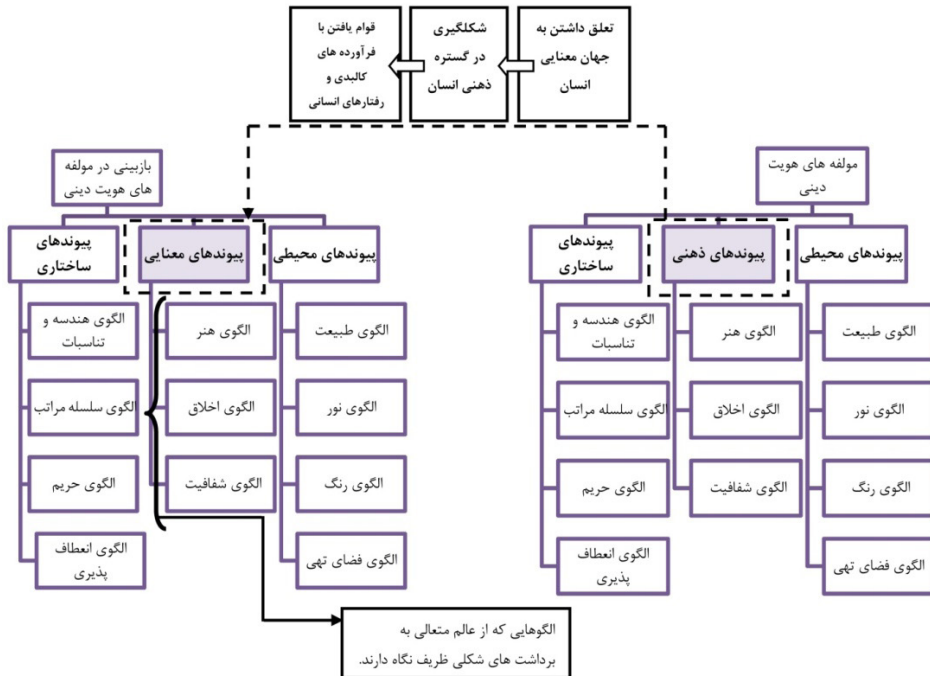 تعلق داشتن به
جهان معنایی
انسان
شکلگیری
در گستره
ذهنی انسان
قوام یافتن با
فرآورده های
کالبدی و
رفتارهای انسانی
مولفه های هویت
دینی
پیوندهای محیطی
الگوی طبیعت
الگوی نور
الگوی رنگ
الگوی فضای تهی
پیوندهای ذهنی
الگوی هنر
الگوی اخلاق
الگوی شفافیت
پیوندهای
ساختاری
الگوی هندسه و
تناسبات
الگوی سلسله مراتب
الگوی حریم
الگوی انعطاف
پذیری
بازبینی در مولفه
های هویت دینی
پیوندهای محیطی
الگوی طبیعت
الگوی نور
الگوی رنگ
الگوی فضای تهی
پیوندهای معنایی
الگوی هنر
الگوی اخلاق
الگوی شفافیت
پیوندهای
ساختاری
الگوی هندسه و
تناسبات
الگوی سلسله مراتب
الگوی حریم
الگوی انعطاف
پذیری
الگوهایی که از عالم متعالی به
برداشت های شکلی ظریف نگاه دارند.